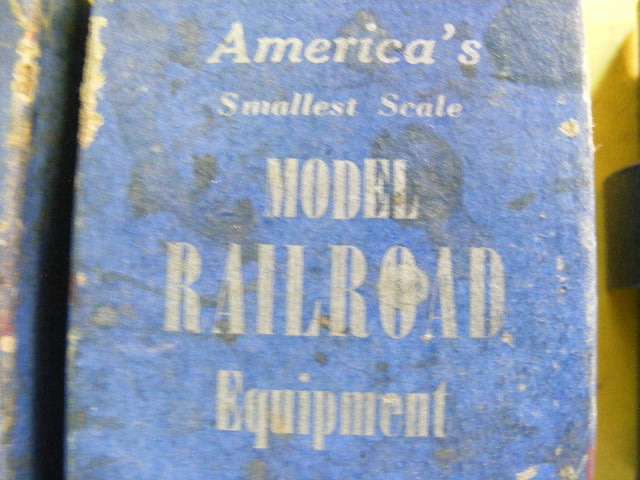 America's
Smallest Scale
MODEL
RAILROAD
Equipment